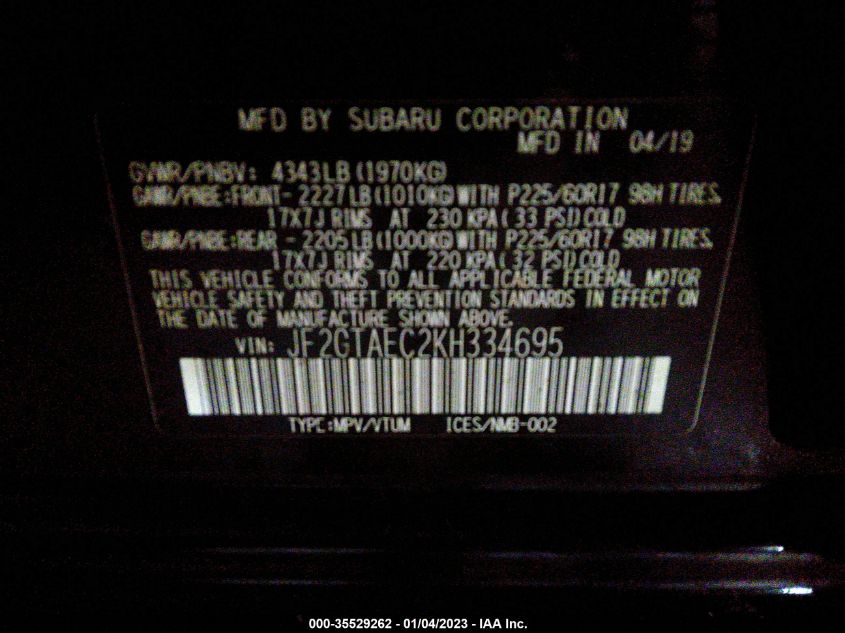 MFD BY SUBARU CORPORATION
MFD IN 04/19
GVWR/PNBV: 4343LB (1970KG)
GAWR/PNBE:FRONT- 2227LB(1010KG)WITH P225/60R17 98H TIRES.
17X7J RIMS AT 230 KPA( 33 PSI)COLD
GAWR/PNBE:REAR - 2205LB(1000KG)WITH P225/60R17 98H TIRES.
17X7J RIMS AT 220 KPA( 32 PSI)COLD
THIS VEHICLE CONFORMS TO ALL APPLICABLE FEDERAL MOTOR
VEHICLE SAFETY AND THEFT PREVENTION STANDARDS IN EFFECT ON
THE DATE OF MANUFACTURE SHOWN ABOVE.
VIN: JF2GTAEC2KH334695
TYPE:MPV/VTUM ICES/NMB-002
000-35529262 - 01/04/2023 - IAA Inc.